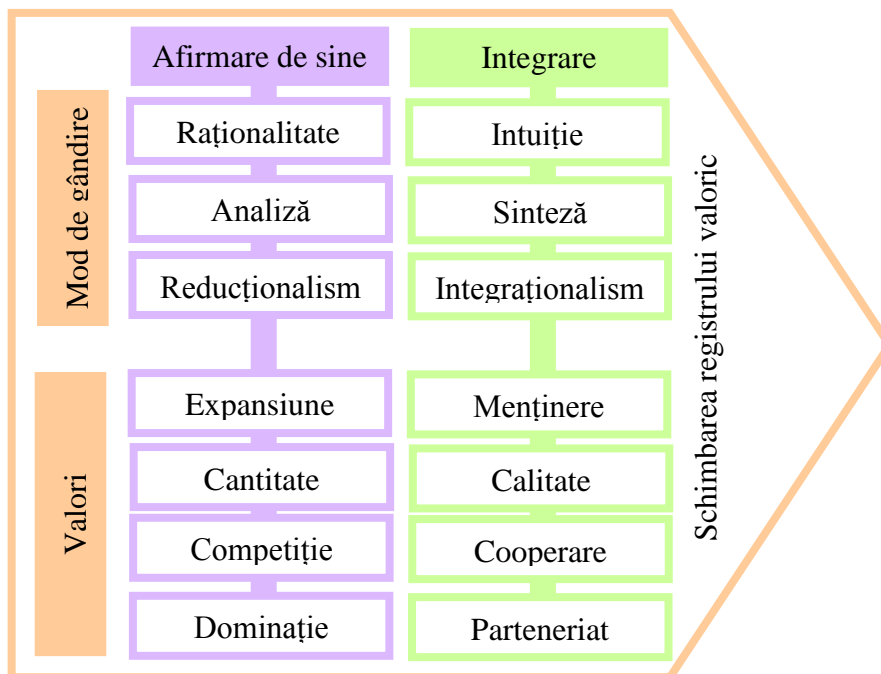 Afirmare de sine
Integrare
Mod de gândire
Raționalitate
Intuiție
Analiză
Sinteză
Reducționalism
Integraționalism
Valori
Expansiune
Menținere
Cantitate
Calitate
Competiție
Cooperare
Dominație
Parteneriat
Schimbarea registrului valoric